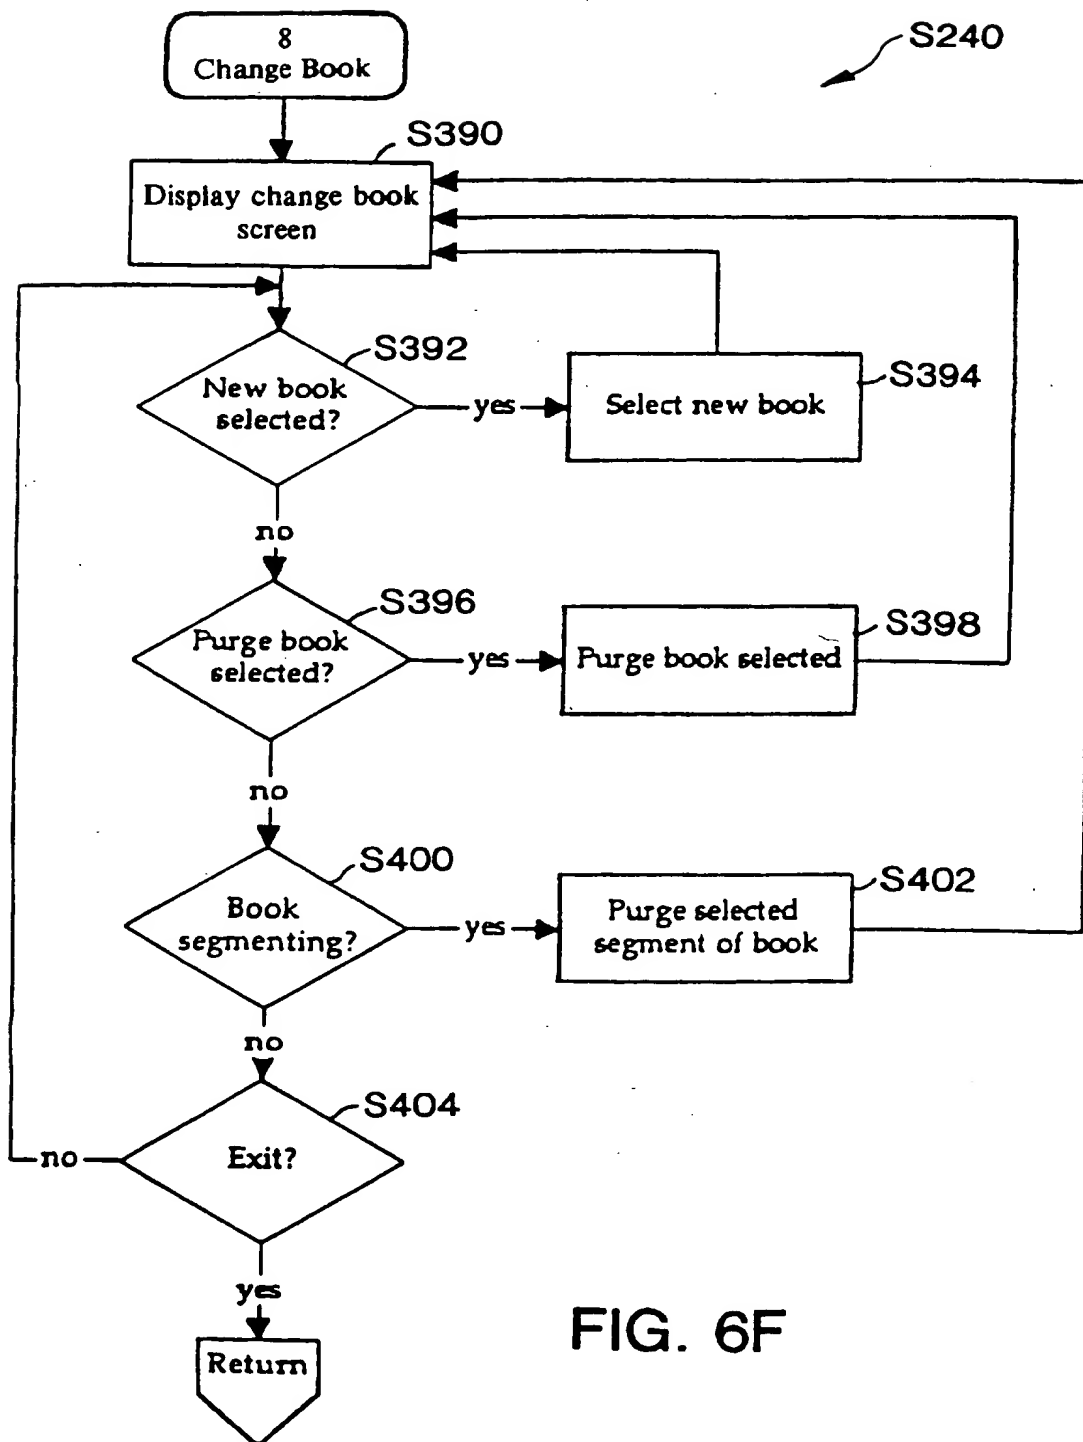 8
Change Book
S240
S390
Display change book
screen
S392
New book
selected?
yes
S394
Select new book
no
S396
Purge book
selected?
yes
S398
Purge book selected
no
S400
Book
segmenting?
yes
S402
Purge selected
segment of book
no
S404
Exit?
no
yes
Return
FIG. 6F